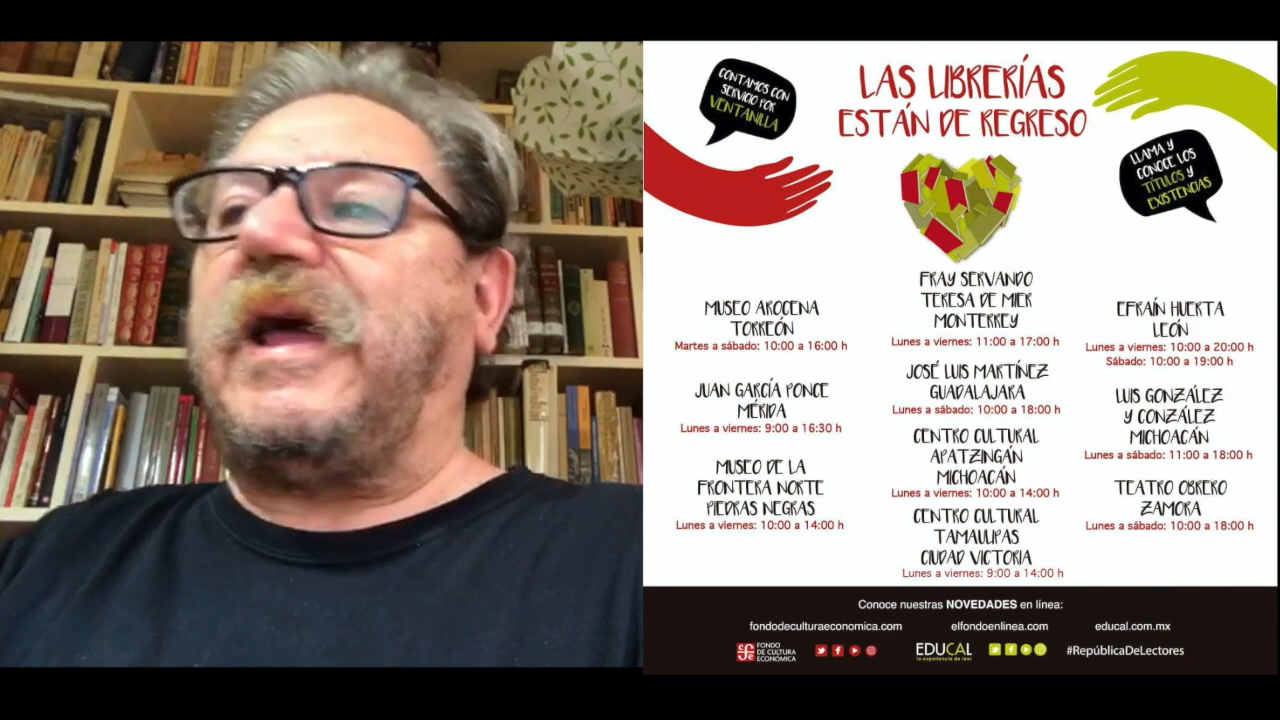 CONTAMOS CON
SERVICIO POR
VENTANILLA
LAS LIBRERÍAS
ESTÁN DE REGRESO
LLAMA Y
CONOCE LOS
TÍTULOS Y
EXISTENCIAS
MUSEO AROCENA
TORREÓN
Martes a sábado: 10:00 a 16:00 h
JUAN GARCÍA PONCE
MÉRIDA
Lunes a viernes: 9:00 a 16:30 h
MUSEO DE LA
FRONTERA NORTE
PIEDRAS NEGRAS
Lunes a viernes: 10:00 a 14:00 h
FRAY SERVANDO
TERESA DE MIER
MONTERREY
Lunes a viernes: 11:00 a 17:00 h
JOSÉ LUIS MARTÍNEZ
GUADALAJARA
Lunes a sábado: 10:00 a 18:00 h
CENTRO CULTURAL
APATZINGÁN
MICHOACÁN
Lunes a viernes: 10:00 a 14:00 h
CENTRO CULTURAL
TAMAULIPAS
CIUDAD VICTORIA
Lunes a viernes: 9:00 a 14:00 h
EFRAÍN HUERTA
LEÓN
Lunes a viernes: 10:00 a 20:00 h
Sábado: 10:00 a 19:00 h
LUIS GONZÁLEZ
Y GONZÁLEZ
MICHOACÁN
Lunes a sábado: 11:00 a 18:00 h
TEATRO OBRERO
ZAMORA
Lunes a sábado: 10:00 a 18:00 h
Conoce nuestras NOVEDADES en línea:
fondodeculturaeconomica.com elfondoenlinea.com educal.com.mx
FONDO
DE CULTURA
ECONÓMICA
EDUCAL
la experiencia de leer
#RepúblicaDeLectores